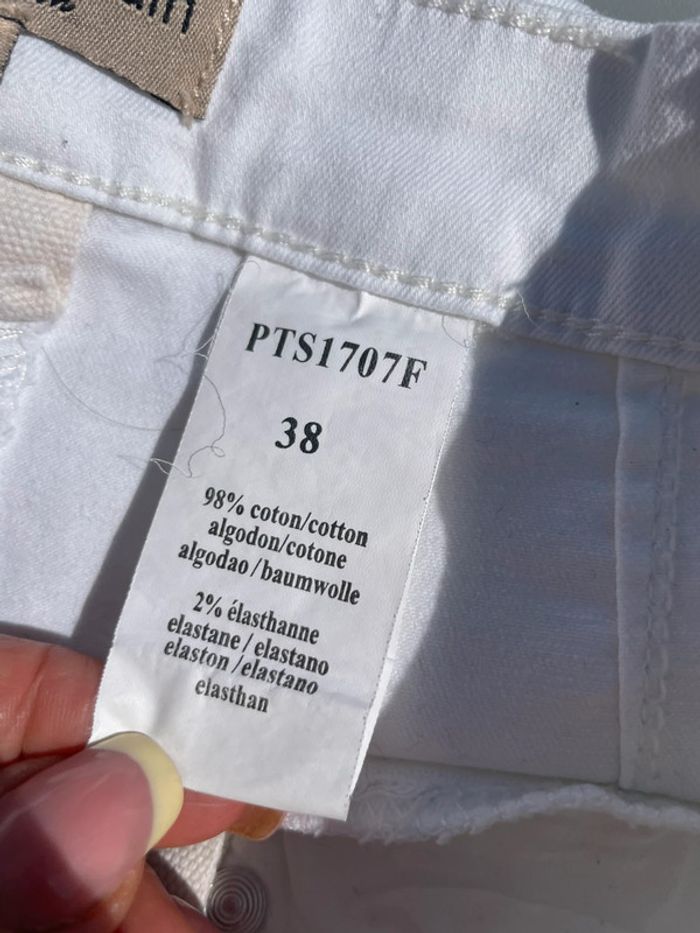 PTS1707F
38
98% coton/cotton
algodon/cotone
algodao/baumwolle
2% élasthanne
elastane/elastano
elaston/elastano
elasthan